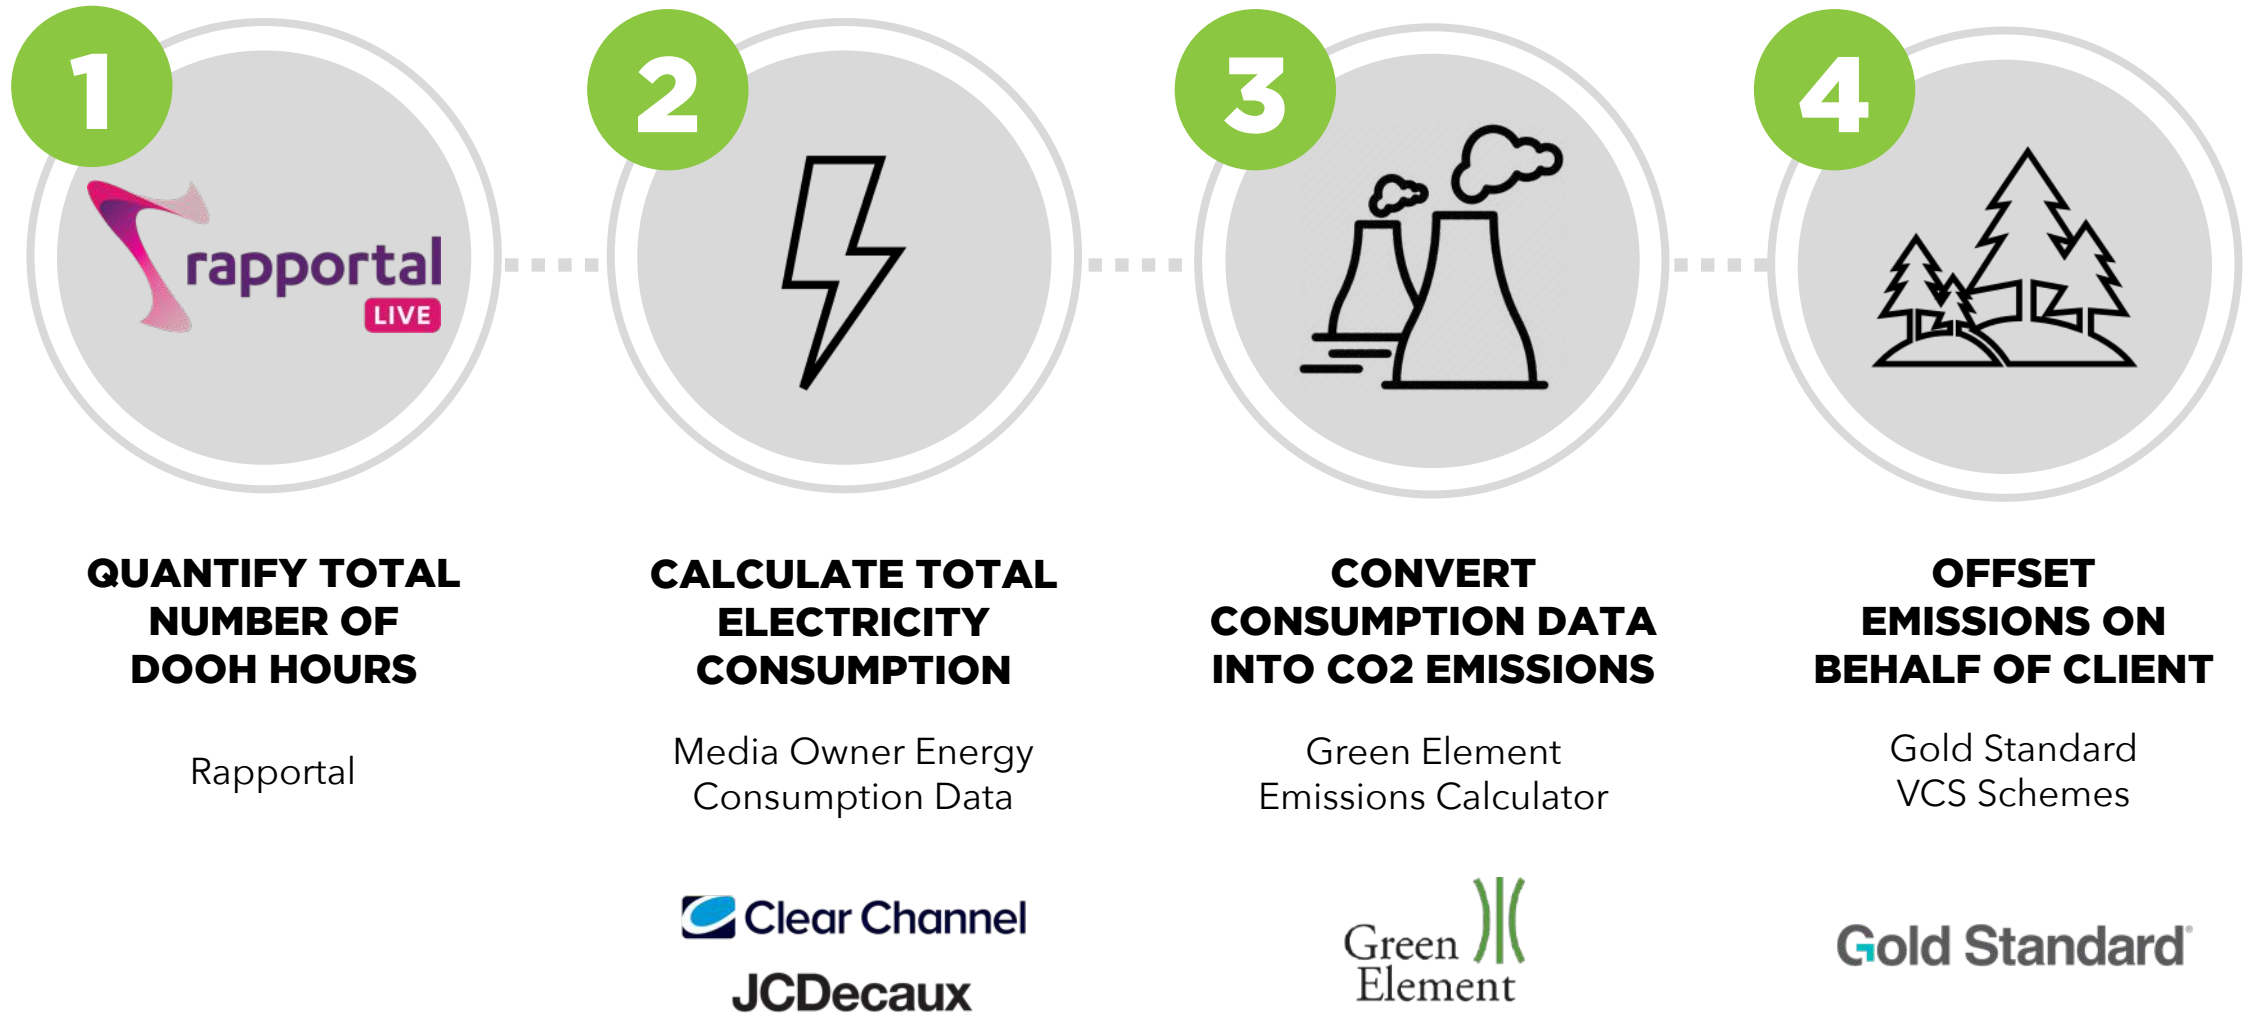 1
rapportal
LIVE
QUANTIFY TOTAL
NUMBER OF
DOOH HOURS
Rapportal
2
CALCULATE TOTAL
ELECTRICITY
CONSUMPTION
Media Owner Energy
Consumption Data
Clear Channel
JCDecaux
3
CONVERT
CONSUMPTION DATA
INTO CO2 EMISSIONS
Green Element
Emissions Calculator
Green
Element
4
OFFSET
EMISSIONS ON
BEHALF OF CLIENT
Gold Standard
VCS Schemes
Gold Standard®